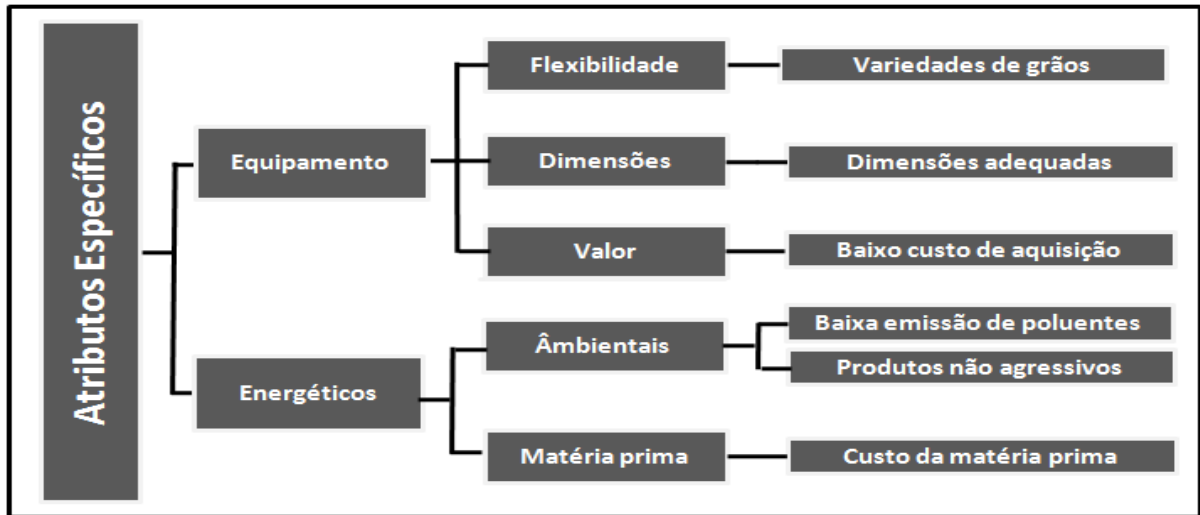 Atributos Específicos
Equipamento
Flexibilidade
Variedades de grãos
Dimensões
Dimensões adequadas
Valor
Baixo custo de aquisição
Energéticos
Âmbientais
Baixa emissão de poluentes
Produtos não agressivos
Matéria prima
Custo da matéria prima